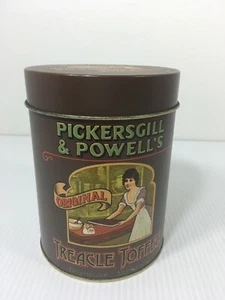 PICKERSGILL
& POWELL'S
ORIGINAL
TREACLE TOFFEE